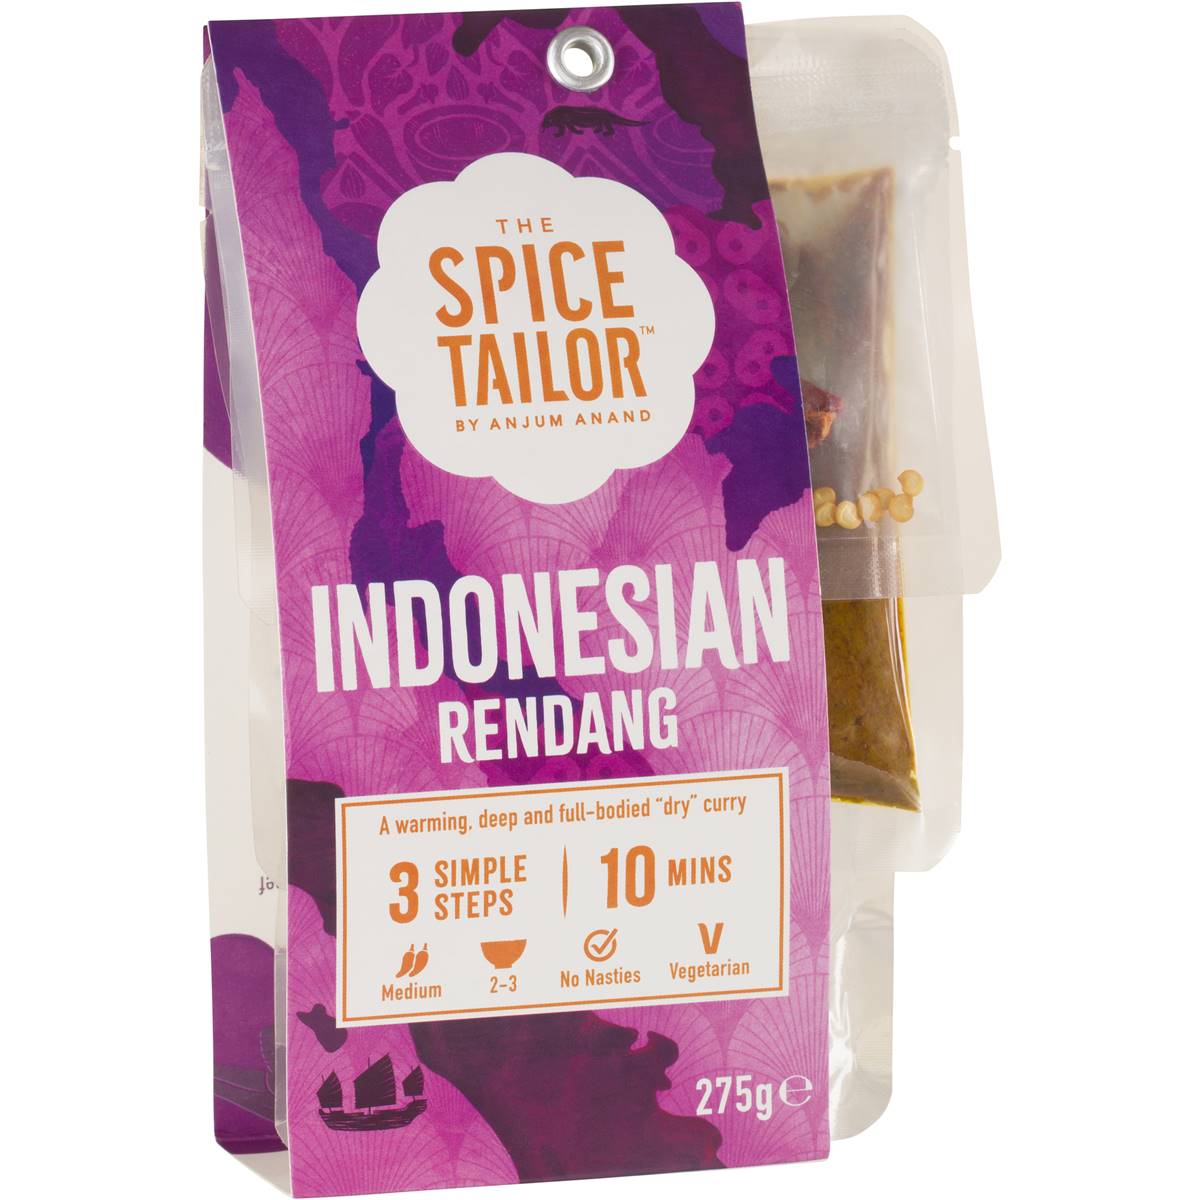 THE
SPICE
TAILOR™
BY ANJUM ANAND
INDONESIAN
RENDANG
A warming, deep and full-bodied “dry” curry
3 SIMPLE STEPS
10 MINS
Medium
2-3
No Nasties
V
Vegetarian
275g℮